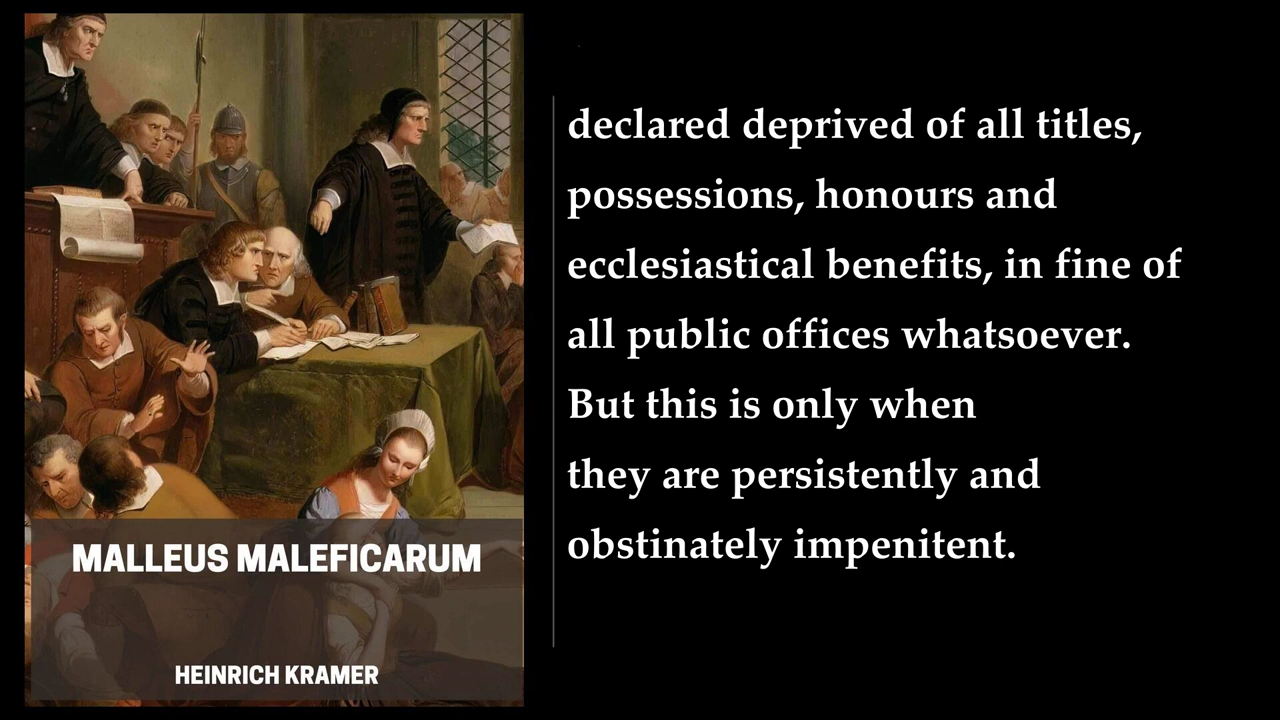 MALLEUS MALEFICARUM
HEINRICH KRAMER
declared deprived of all titles,
possessions, honours and
ecclesiastical benefits, in fine of
all public offices whatsoever.
But this is only when
they are persistently and
obstinately impenitent.